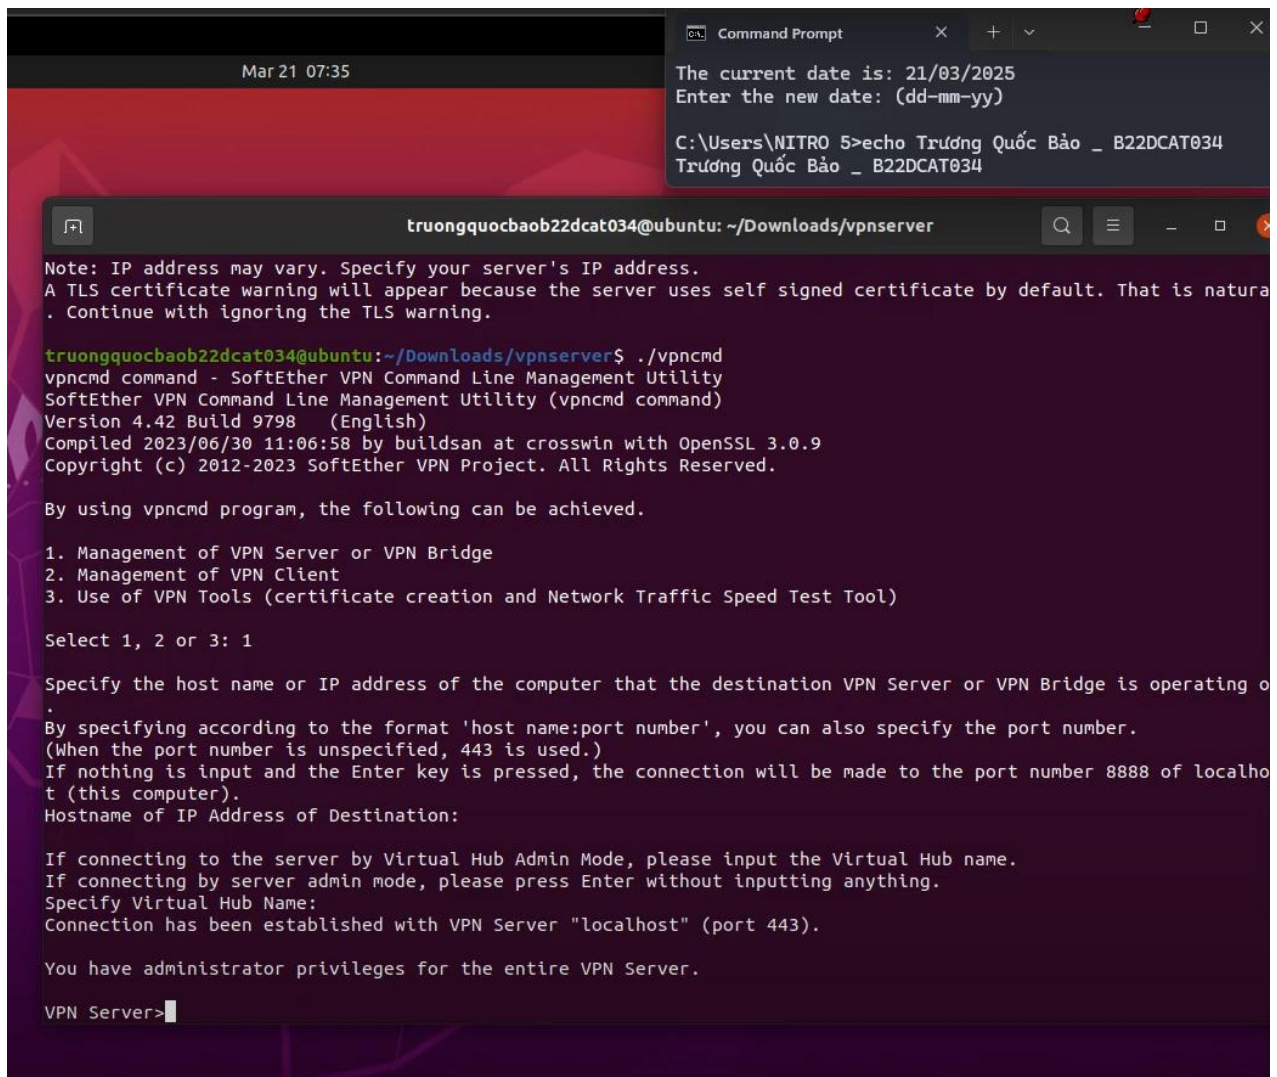 Command Prompt
Mar 21 07:35
The current date is: 21/03/2025
Enter the new date: (dd-mm-yy)
C:\Users\NITRO 5>echo Trương Quốc Bảo _ B22DCAT034
Trương Quốc Bảo _ B22DCAT034
truongquocbaob22dcat034@ubuntu: ~/Downloads/vpnserver
Note: IP address may vary. Specify your server's IP address.
A TLS certificate warning will appear because the server uses self signed certificate by default. That is natura
. Continue with ignoring the TLS warning.
truongquocbaob22dcat034@ubuntu:~/Downloads/vpnserver$ ./vpncmd
vpncmd command - SoftEther VPN Command Line Management Utility
SoftEther VPN Command Line Management Utility (vpncmd command)
Version 4.42 Build 9798   (English)
Compiled 2023/06/30 11:06:58 by buildsan at crosswin with OpenSSL 3.0.9
Copyright (c) 2012-2023 SoftEther VPN Project. All Rights Reserved.
By using vpncmd program, the following can be achieved.
1. Management of VPN Server or VPN Bridge
2. Management of VPN Client
3. Use of VPN Tools (certificate creation and Network Traffic Speed Test Tool)
Select 1, 2 or 3: 1
Specify the host name or IP address of the computer that the destination VPN Server or VPN Bridge is operating o
.
By specifying according to the format 'host name:port number', you can also specify the port number.
(When the port number is unspecified, 443 is used.)
If nothing is input and the Enter key is pressed, the connection will be made to the port number 8888 of localho
t (this computer).
Hostname of IP Address of Destination:
If connecting to the server by Virtual Hub Admin Mode, please input the Virtual Hub name.
If connecting by server admin mode, please press Enter without inputting anything.
Specify Virtual Hub Name:
Connection has been established with VPN Server "localhost" (port 443).
You have administrator privileges for the entire VPN Server.
VPN Server>